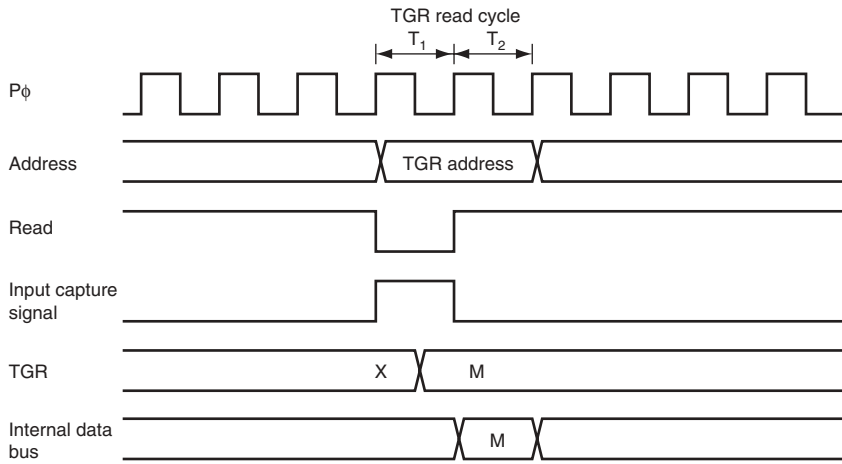 TGR read cycle
T1 T2
Pϕ
Address
TGR address
Read
Input capture
signal
TGR
X M
Internal data
bus
M